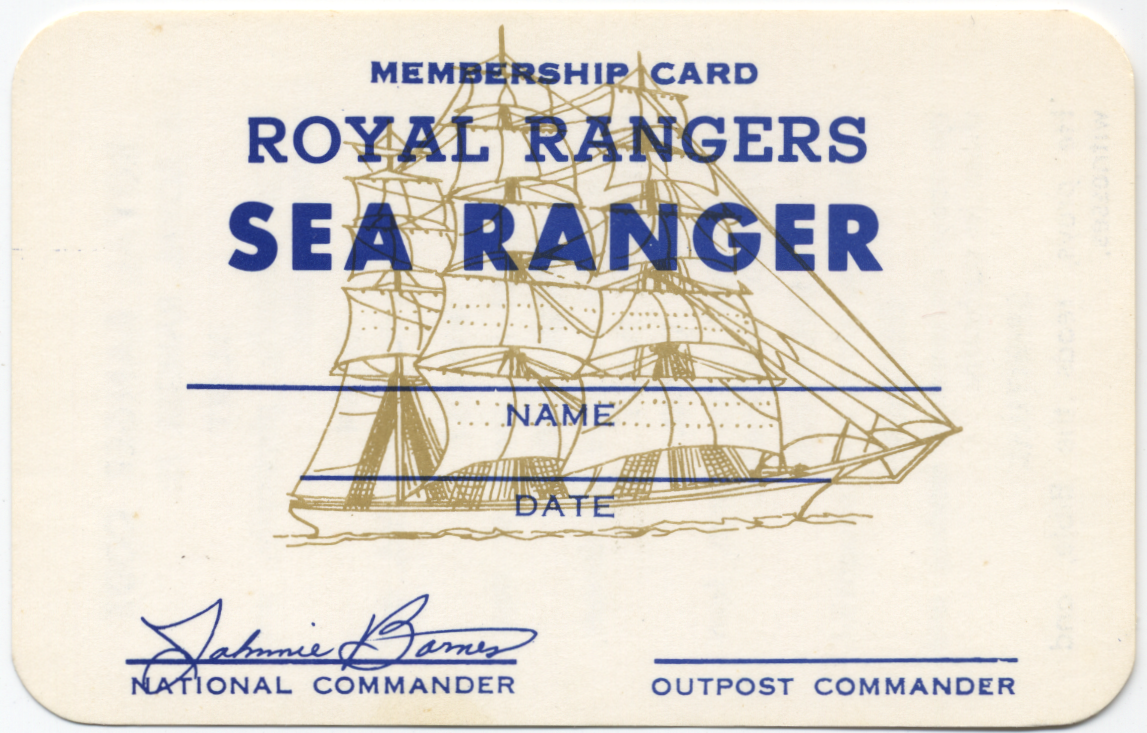 MEMBERSHIP CARD
ROYAL RANGERS
SEA RANGER
NAME
DATE
Johnnie Barnes
NATIONAL COMMANDER OUTPOST COMMANDER